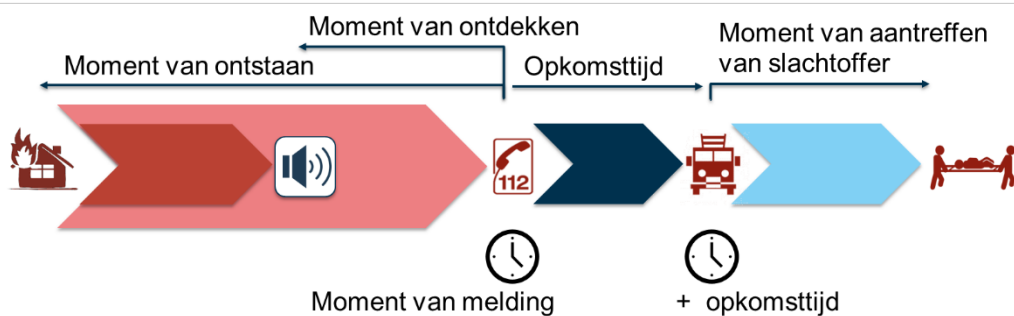 Moment van ontdekken
Moment van ontstaan
Opkomsttijd
Moment van aantreffen
van slachtoffer
112
Moment van melding
+ opkomsttijd